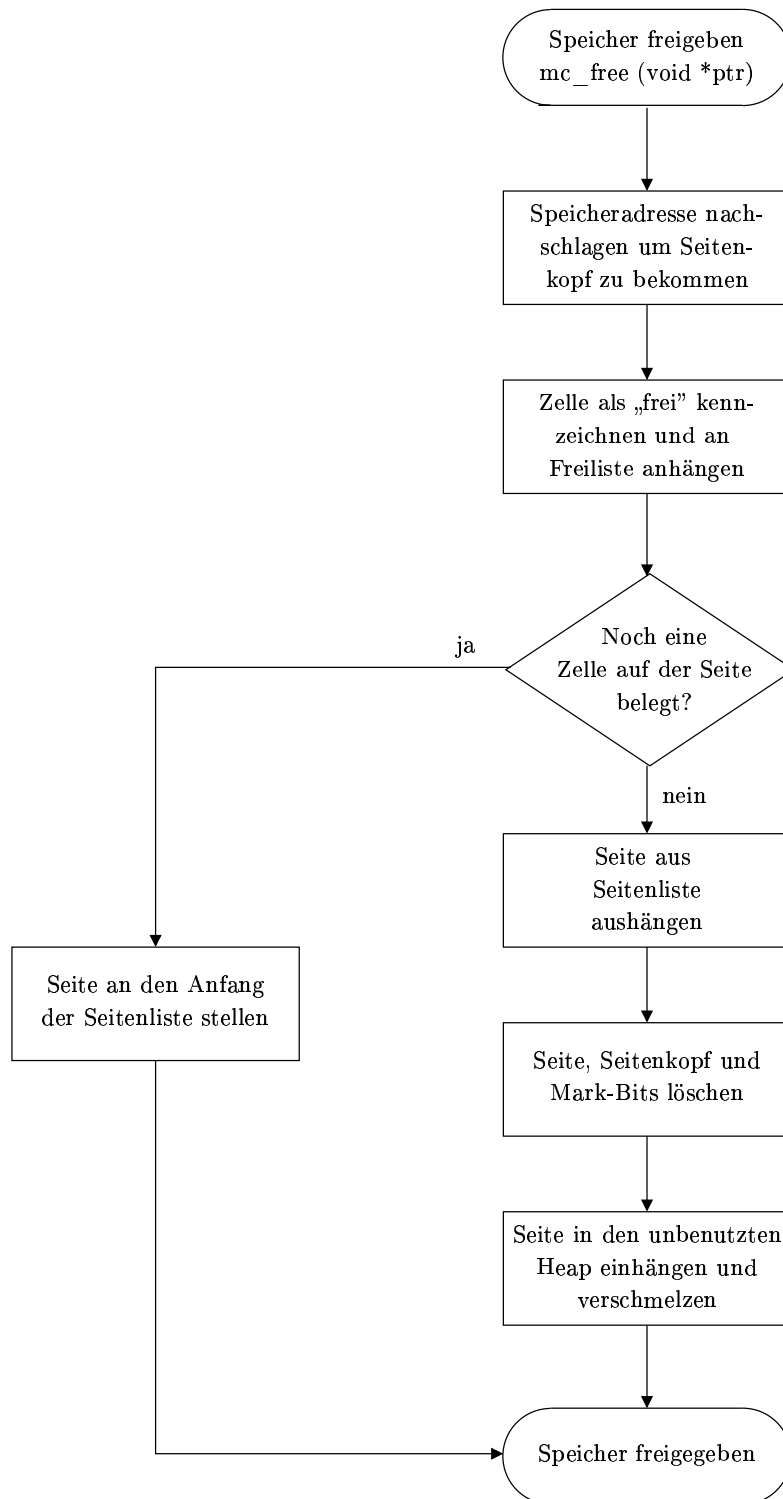 Speicher freigeben
mc_free (void *ptr)
Speicheradresse nach-
schlagen um Seiten-
kopf zu bekommen
Zelle als „frei” kenn-
zeichnen und an
Freiliste anhängen
Noch eine
Zelle auf der Seite
belegt?
ja
nein
Seite aus
Seitenliste
aushängen
Seite an den Anfang
der Seitenliste stellen
Seite, Seitenkopf und
Mark-Bits löschen
Seite in den unbenutzten
Heap einhängen und
verschmelzen
Speicher freigegeben